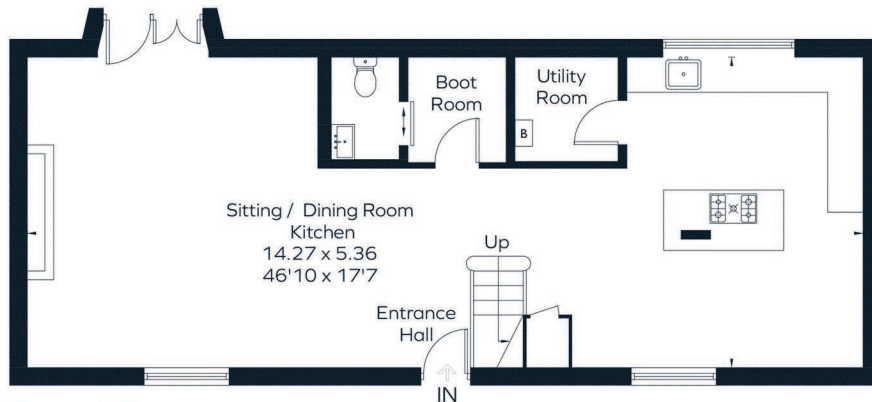 Boot
Room
Utility
Room
B
Sitting / Dining Room
Kitchen
14.27 x 5.36
46'10 x 17'7
Up
Entrance
Hall
IN